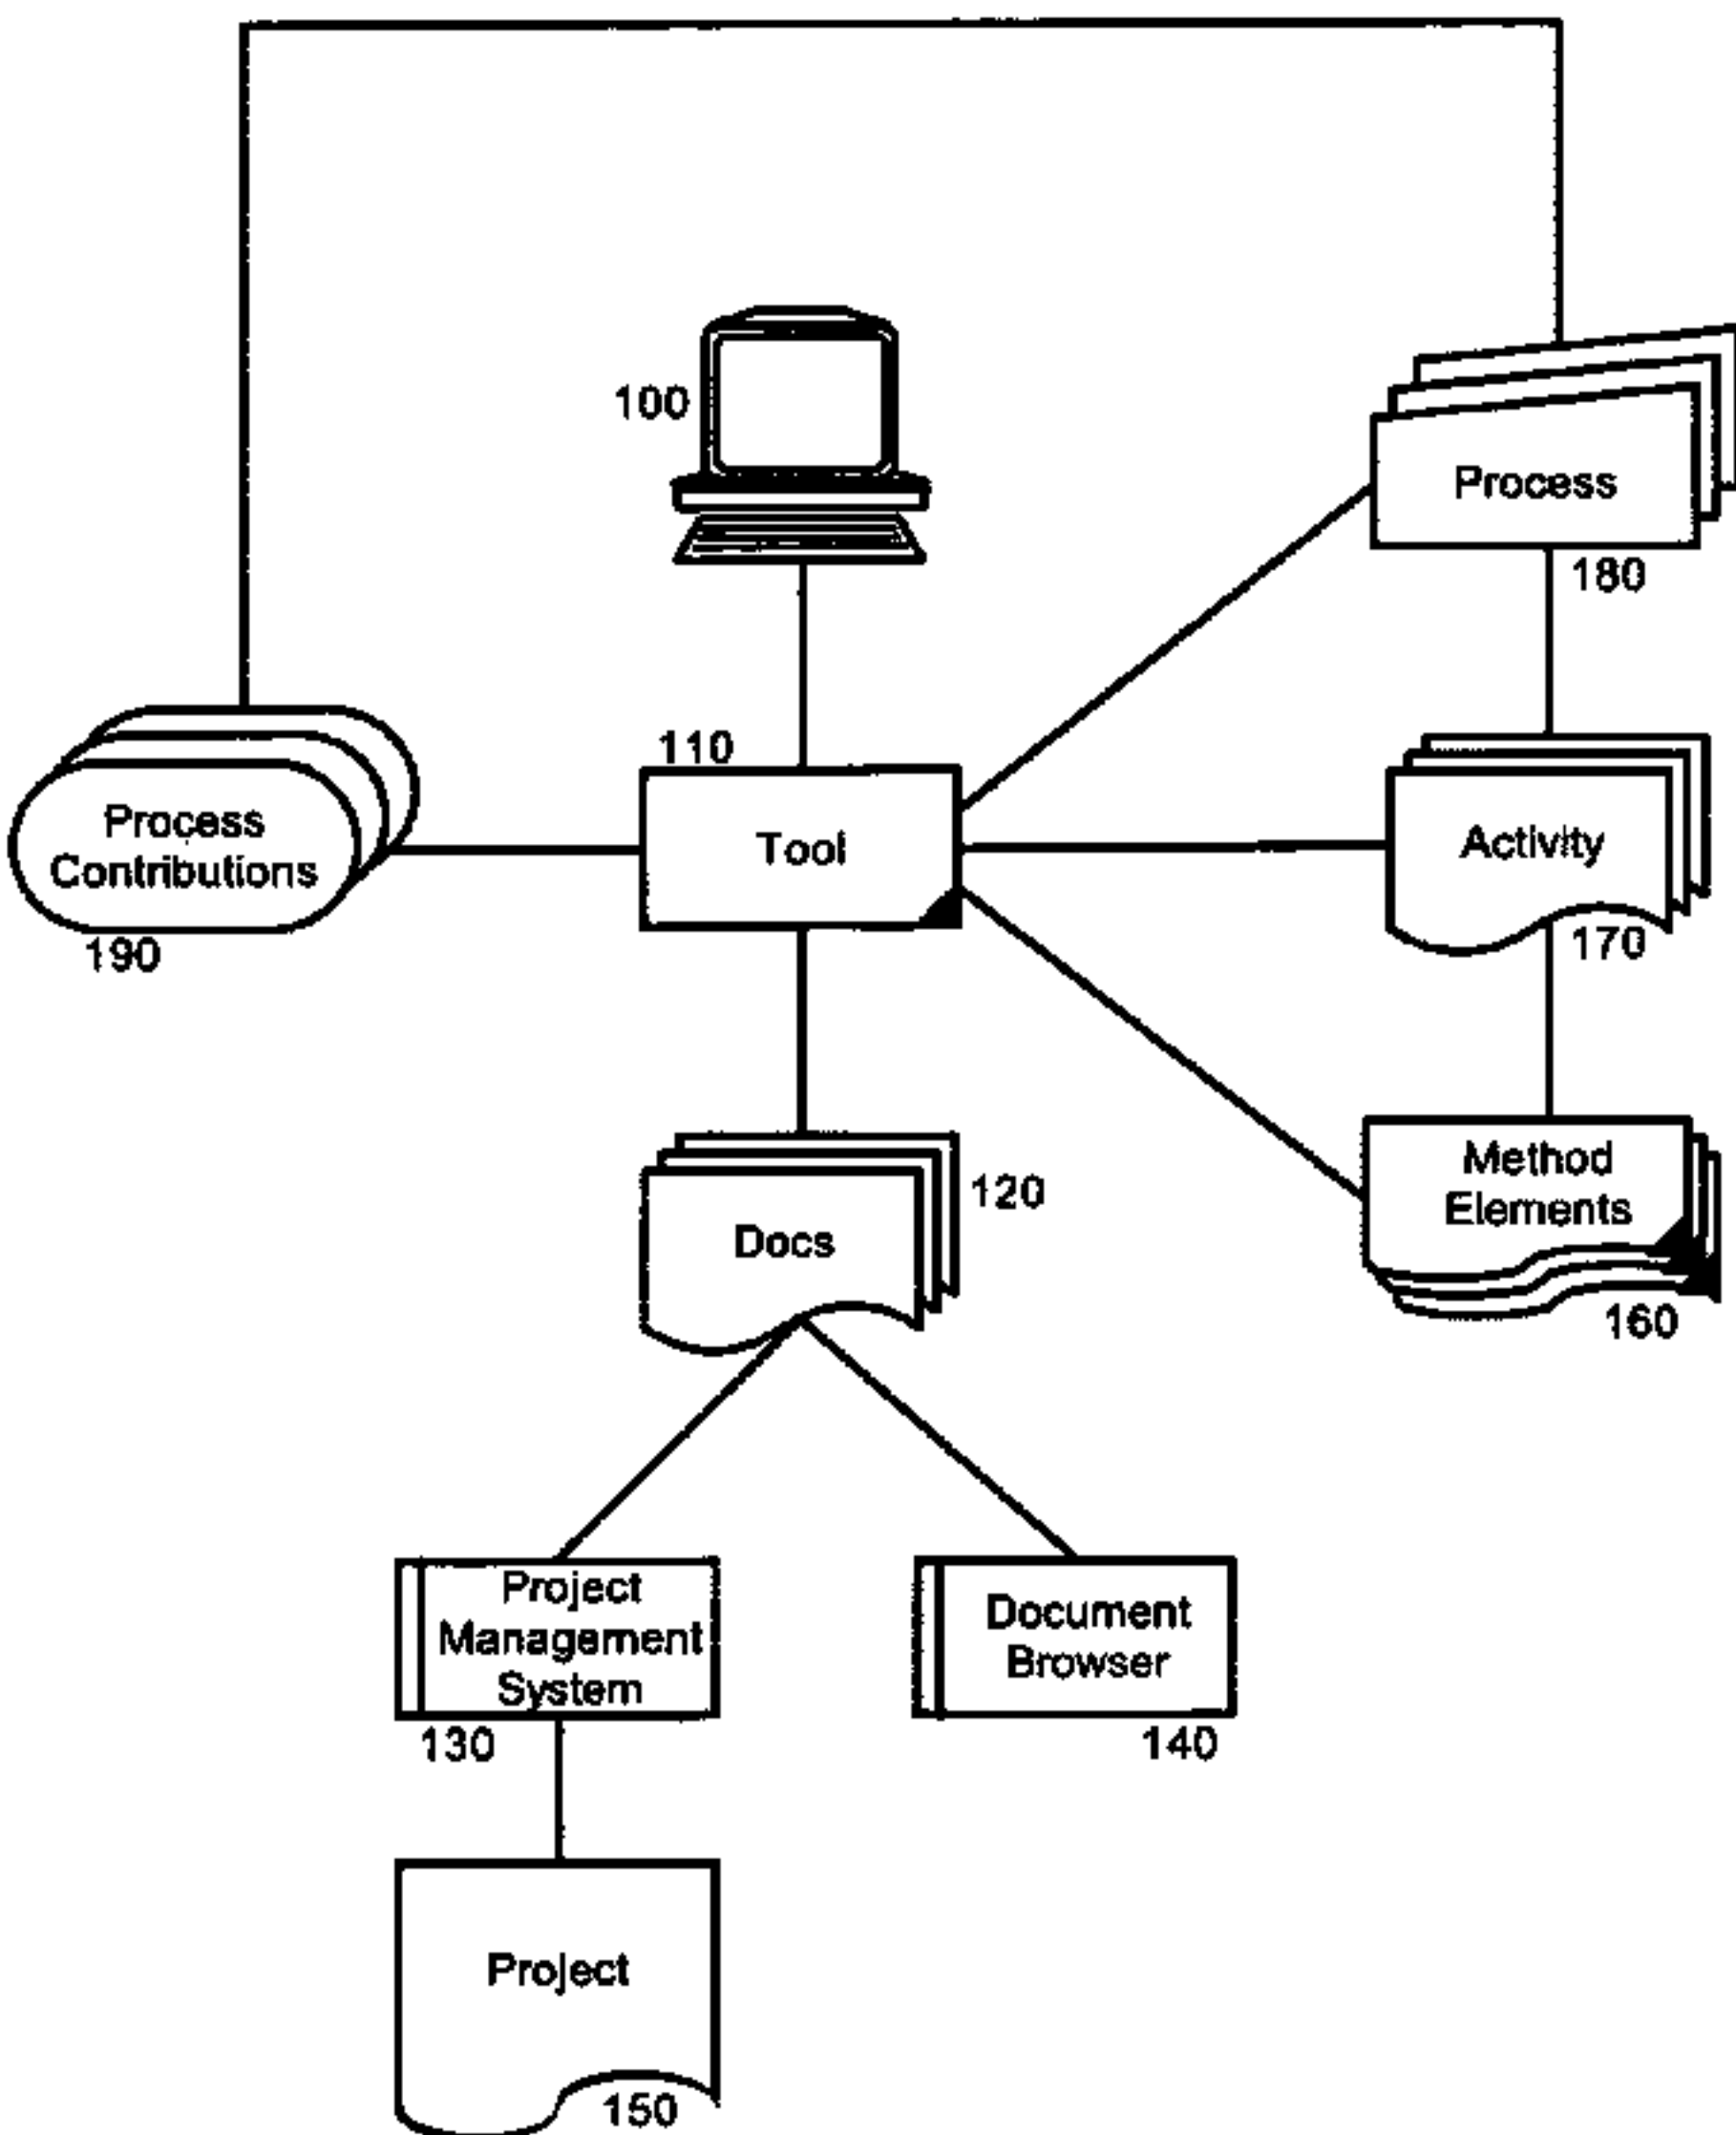 100
Process
180
110
Process
Contributions
190
Tool
Activity
170
120
Docs
Method
Elements
160
Project
Management
System
130
Document
Browser
140
Project
150